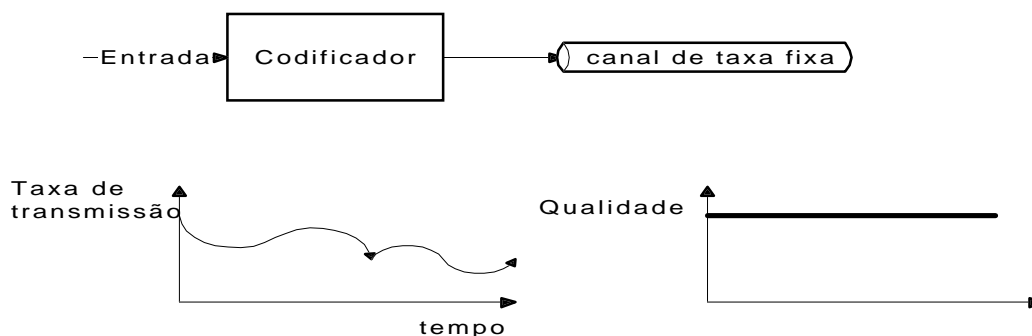 Entrada
Codificador
canal de taxa fixa
Taxa de
transmissão
Qualidade
tempo